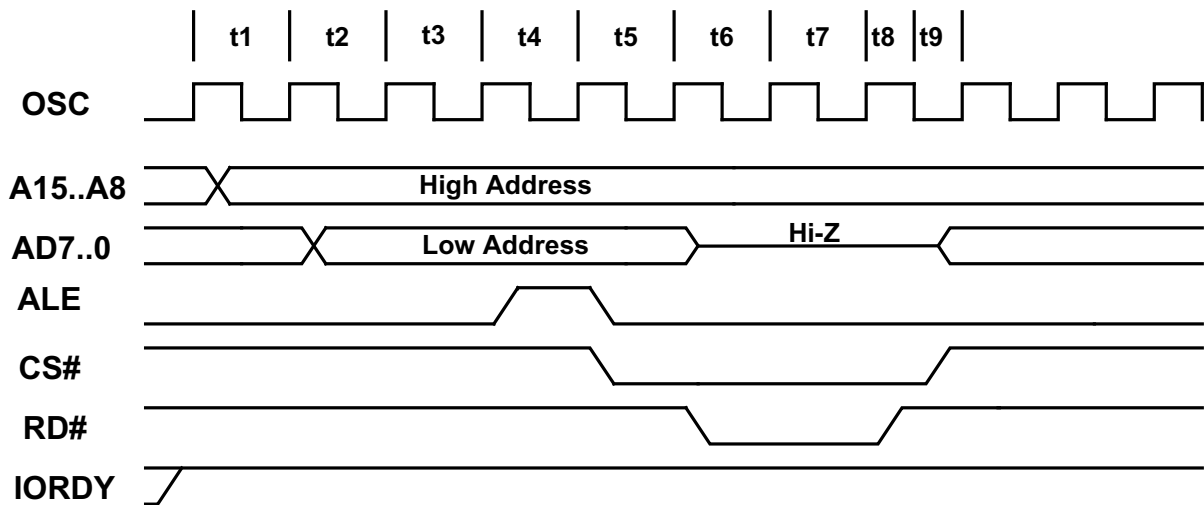 t1 t2 t3 t4 t5 t6 t7 t8 t9
OSC
A15..A8 High Address
AD7..0 Low Address Hi-Z
ALE
CS#
RD#
IORDY